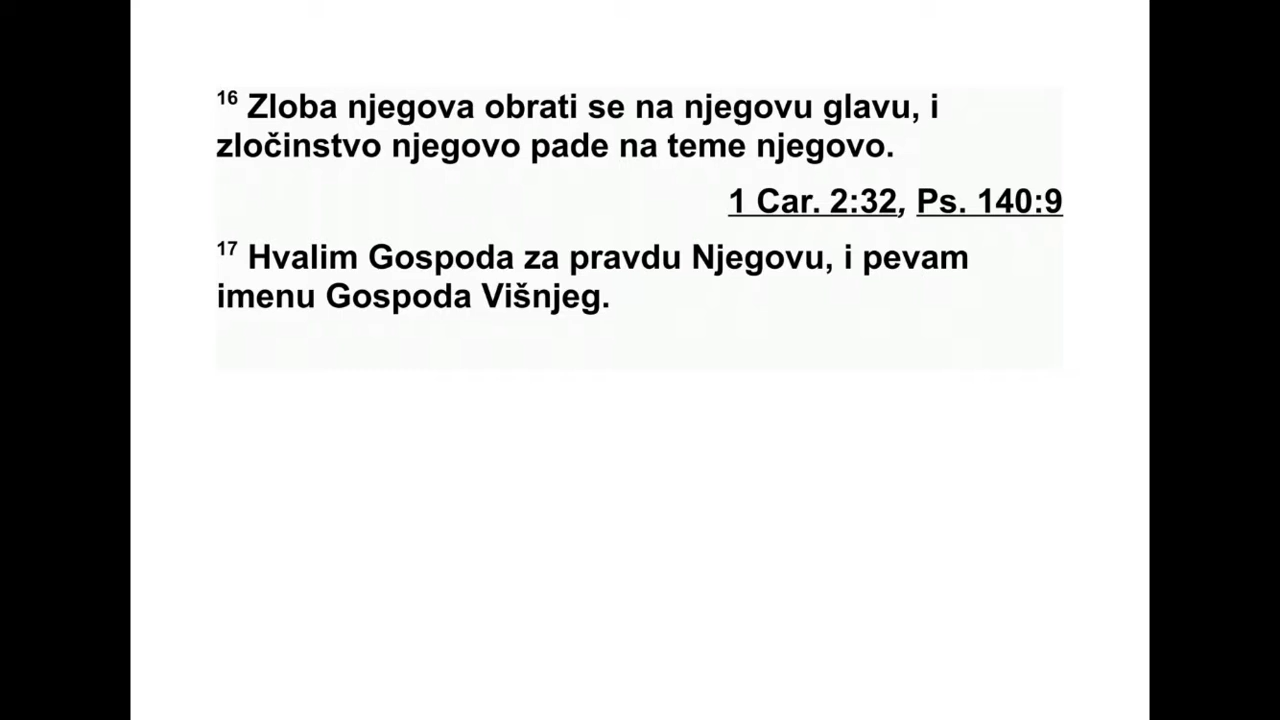 16 Zloba njegova obrati se na njegovu glavu, i
zločinstvo njegovo pade na teme njegovo.
1 Car. 2:32, Ps. 140:9
17 Hvalim Gospoda za pravdu Njegovu, i pevam
imenu Gospoda Višnjeg.